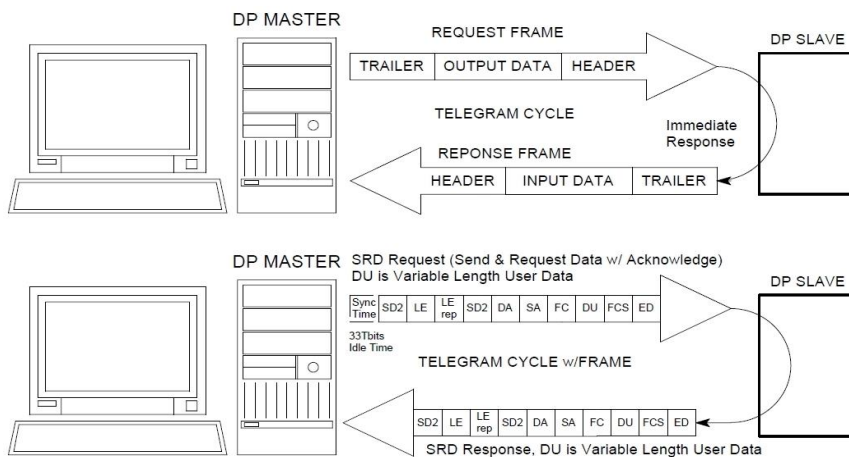 DP MASTER
REQUEST FRAME
DP SLAVE
TRAILER OUTPUT DATA HEADER
TELEGRAM CYCLE
Immediate
Response
REPONSE FRAME
HEADER INPUT DATA TRAILER
DP MASTER
SRD Request (Send & Request Data w/ Acknowledge)
DU is Variable Length User Data
DP SLAVE
Sync
Time
SD2 LE LE
rep SD2 DA SA FC DU FCS ED
33Tbits
Idle Time
TELEGRAM CYCLE w/FRAME
SD2 LE LE
rep SD2 DA SA FC DU FCS ED
SRD Response, DU is Variable Length User Data